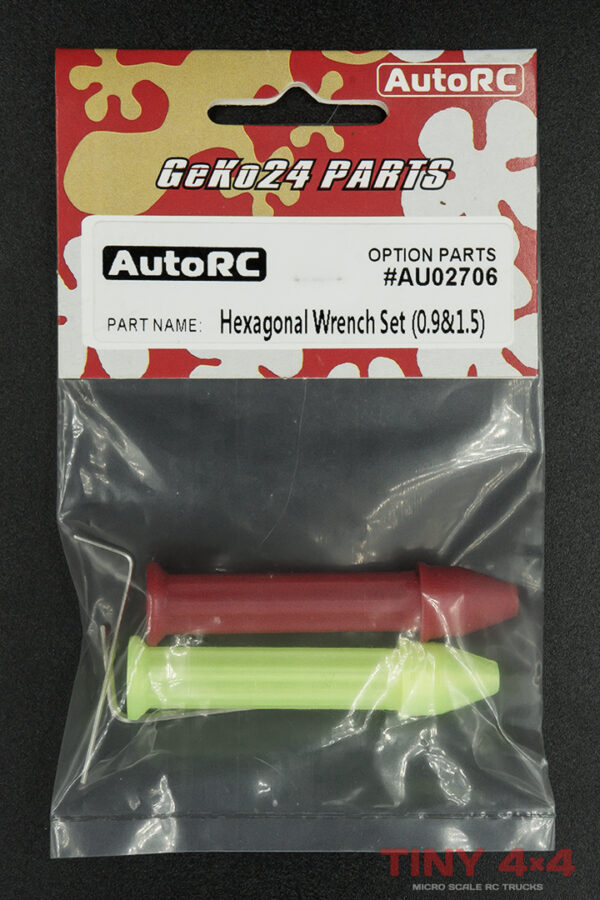 AutoRC
GeKo24 PARTS
AutoRC
OPTION PARTS
#AU02706
PART NAME: Hexagonal Wrench Set (0.9&1.5)
TINY 4x4
MICRO SCALE RC TRUCKS